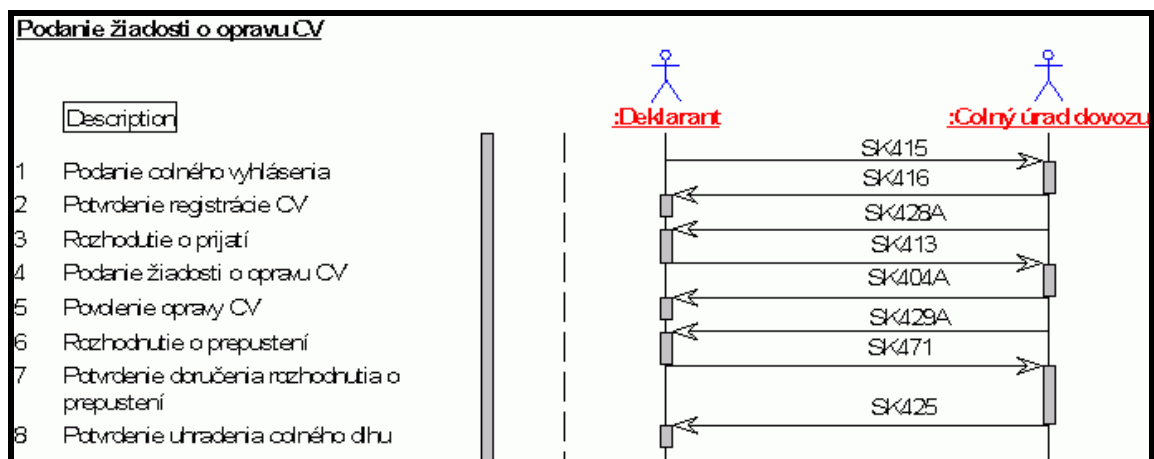 Podanie žiadosti o opravu CV
Description
:Deklarant
:Colný úrad dovozu
SK415
1 Podanie colného vyhlásenia
SK416
2 Potvrdenie registrácie CV
SK428A
3 Rozhodutie o prijatí
SK413
4 Podanie žiadosti o opravu CV
SK404A
5 Povolenie opravy CV
SK429A
6 Rozhodnutie o prepustení
SK471
7 Potvrdenie doručenia rozhodnutia o
prepustení
SK425
8 Potvrdenie uhradenia colného dlhu